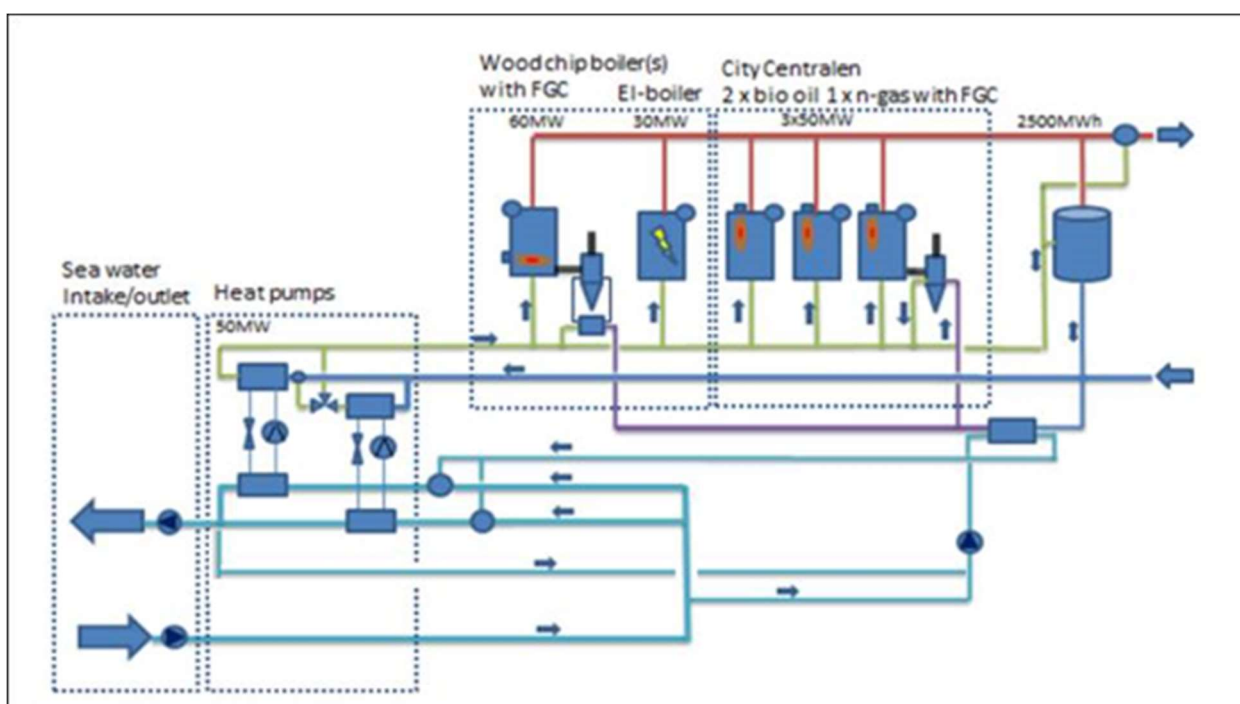 Wood chip boiler(s)
with FGC
El-boiler
60MW
30MW
City Centralen
2 x bio oil 1 x n-gas with FGC
3x50MW
2500MWh
Sea water
Intake/outlet
Heat pumps
50MW